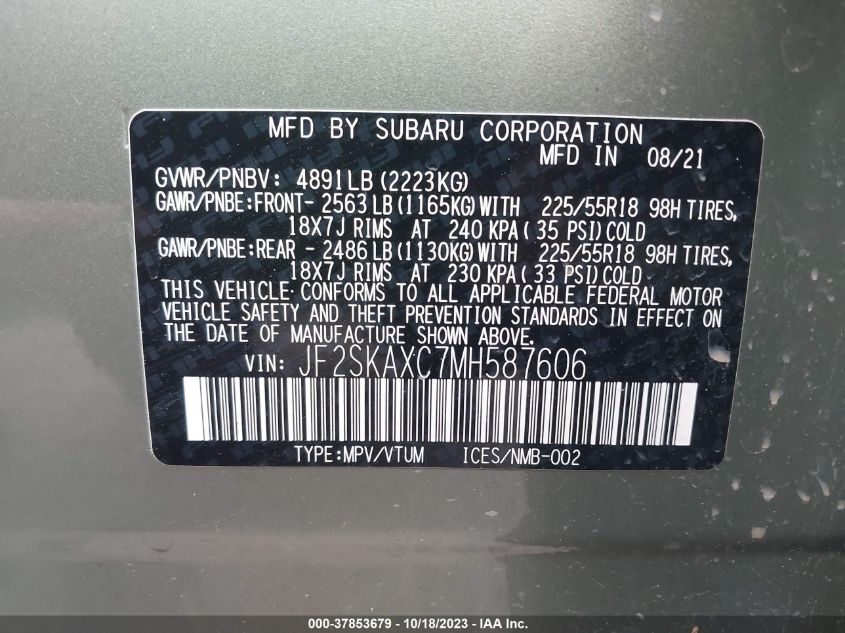 MFD BY SUBARU CORPORATION
MFD IN 08/21
GVWR/PNBV: 4891LB (2223KG)
GAWR/PNBE:FRONT- 2563LB (1165KG)WITH 225/55R18 98H TIRES,
18X7J RIMS AT 240 KPA (35 PSI)COLD
GAWR/PNBE:REAR - 2486LB (1130KG)WITH 225/55R18 98H TIRES,
18X7J RIMS AT 230 KPA (33 PSI)COLD
THIS VEHICLE CONFORMS TO ALL APPLICABLE FEDERAL MOTOR
VEHICLE SAFETY AND THEFT PREVENTION STANDARDS IN EFFECT ON
THE DATE OF MANUFACTURE SHOWN ABOVE.
VIN: JF2SKAXC7MH587606
TYPE:MPV/VTUM ICES/NMB-002
000-37853679 - 10/18/2023 - IAA Inc.